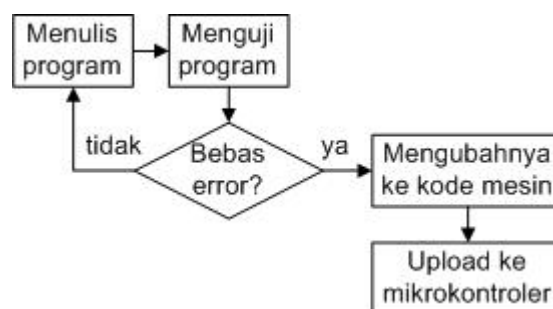 Menulis
program
Menguji
program
tidak
Bebas
error?
ya
Mengubahnya
ke kode mesin
Upload ke
mikrokontroler